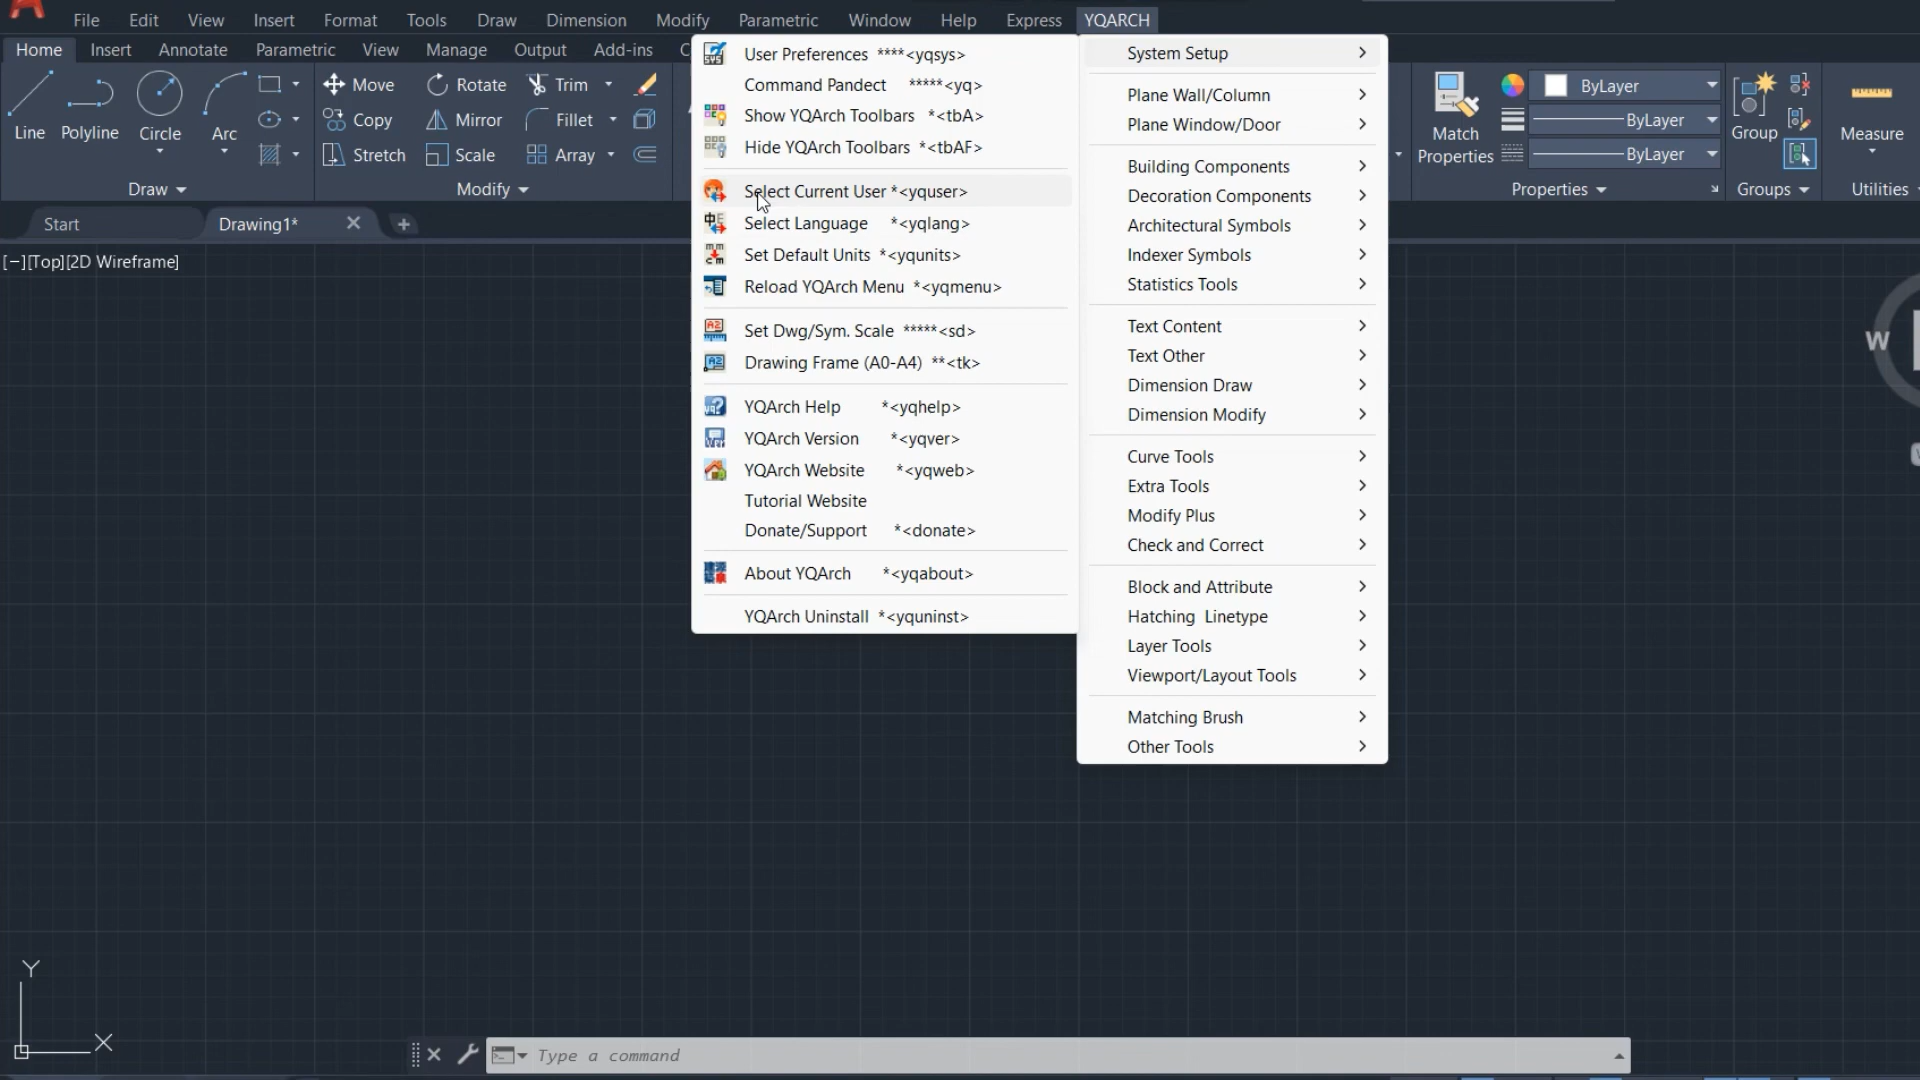 File Edit View Insert Format Tools Draw Dimension Modify Parametric Window Help Express YQARCH
Home Insert Annotate Parametric View Manage Output Add-ins C
Line Polyline Circle Arc
Move Rotate Trim
Copy Mirror Fillet
Stretch Scale Array
Draw Modify
ByLayer
ByLayer
ByLayer
Match Properties
Group
Measure
Properties Groups Utilities
Start Drawing1*
[−][Top][2D Wireframe]
User Preferences ****<yqsys>
Command Pandect *****<yq>
Show YQArch Toolbars *<tbA>
Hide YQArch Toolbars *<tbAF>
Select Current User *<yquser>
Select Language *<yqlang>
Set Default Units *<yqunits>
Reload YQArch Menu *<yqmenu>
Set Dwg/Sym. Scale *****<sd>
Drawing Frame (A0-A4) **<tk>
YQArch Help *<yqhelp>
YQArch Version *<yqver>
YQArch Website *<yqweb>
Tutorial Website
Donate/Support *<donate>
About YQArch *<yqabout>
YQArch Uninstall *<yquninst>
System Setup
Plane Wall/Column
Plane Window/Door
Building Components
Decoration Components
Architectural Symbols
Indexer Symbols
Statistics Tools
Text Content
Text Other
Dimension Draw
Dimension Modify
Curve Tools
Extra Tools
Modify Plus
Check and Correct
Block and Attribute
Hatching Linetype
Layer Tools
Viewport/Layout Tools
Matching Brush
Other Tools
W
Y
X
Type a command